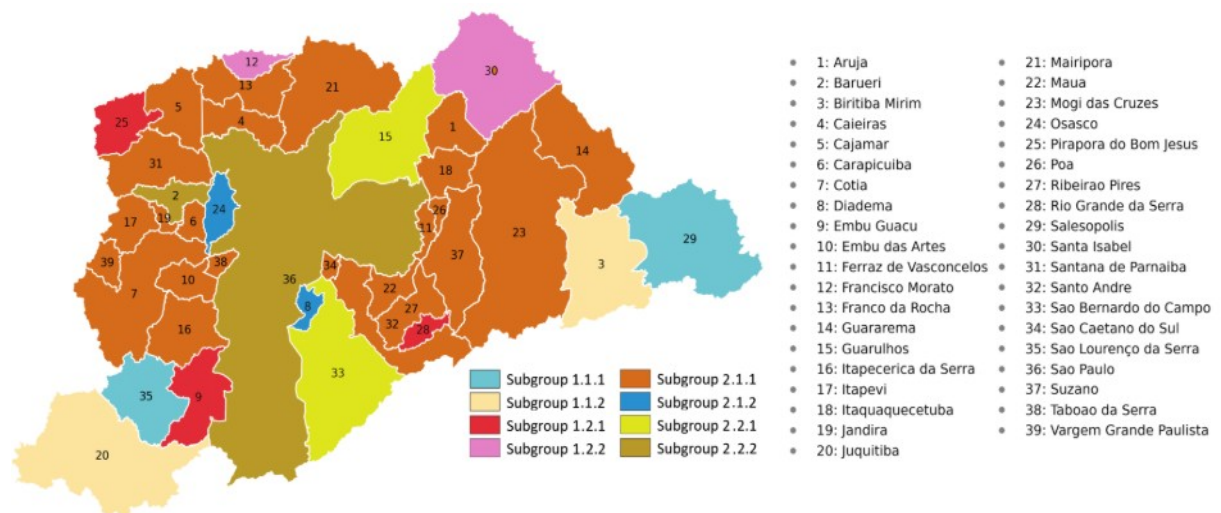 12
30
13
21
5
25
4
15
1
14
31
18
2
24
17
19
6
26
11
23
29
39
38
34
37
3
7
10
36
22
8
27
16
32
28
33
35
9
20
Subgroup 1.1.1
Subgroup 1.1.2
Subgroup 1.2.1
Subgroup 1.2.2
Subgroup 2.1.1
Subgroup 2.1.2
Subgroup 2.2.1
Subgroup 2.2.2
1: Aruja
2: Barueri
3: Biritiba Mirim
4: Caieiras
5: Cajamar
6: Carapicuiba
7: Cotia
8: Diadema
9: Embu Guacu
10: Embu das Artes
11: Ferraz de Vasconcelos
12: Francisco Morato
13: Franco da Rocha
14: Guararema
15: Guarulhos
16: Itapecerica da Serra
17: Itapevi
18: Itaquaquecetuba
19: Jandira
20: Juquitiba
21: Mairipora
22: Maua
23: Mogi das Cruzes
24: Osasco
25: Pirapora do Bom Jesus
26: Poa
27: Ribeirao Pires
28: Rio Grande da Serra
29: Salesopolis
30: Santa Isabel
31: Santana de Parnaiba
32: Santo Andre
33: Sao Bernardo do Campo
34: Sao Caetano do Sul
35: Sao Lourenço da Serra
36: Sao Paulo
37: Suzano
38: Taboao da Serra
39: Vargem Grande Paulista